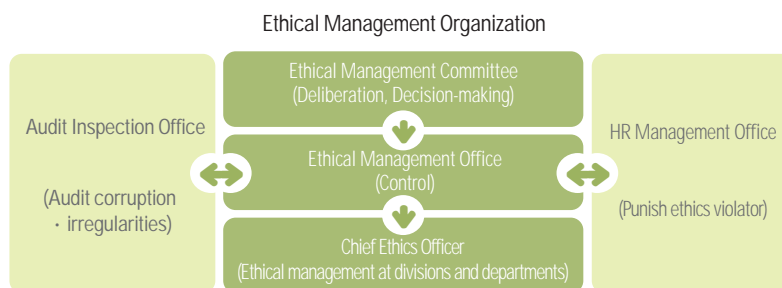 Ethical Management Organization
Audit Inspection Office
(Audit corruption
· irregularities)
Ethical Management Committee
(Deliberation, Decision-making)
Ethical Management Office
(Control)
Chief Ethics Officer
(Ethical management at divisions and departments)
HR Management Office
(Punish ethics violator)